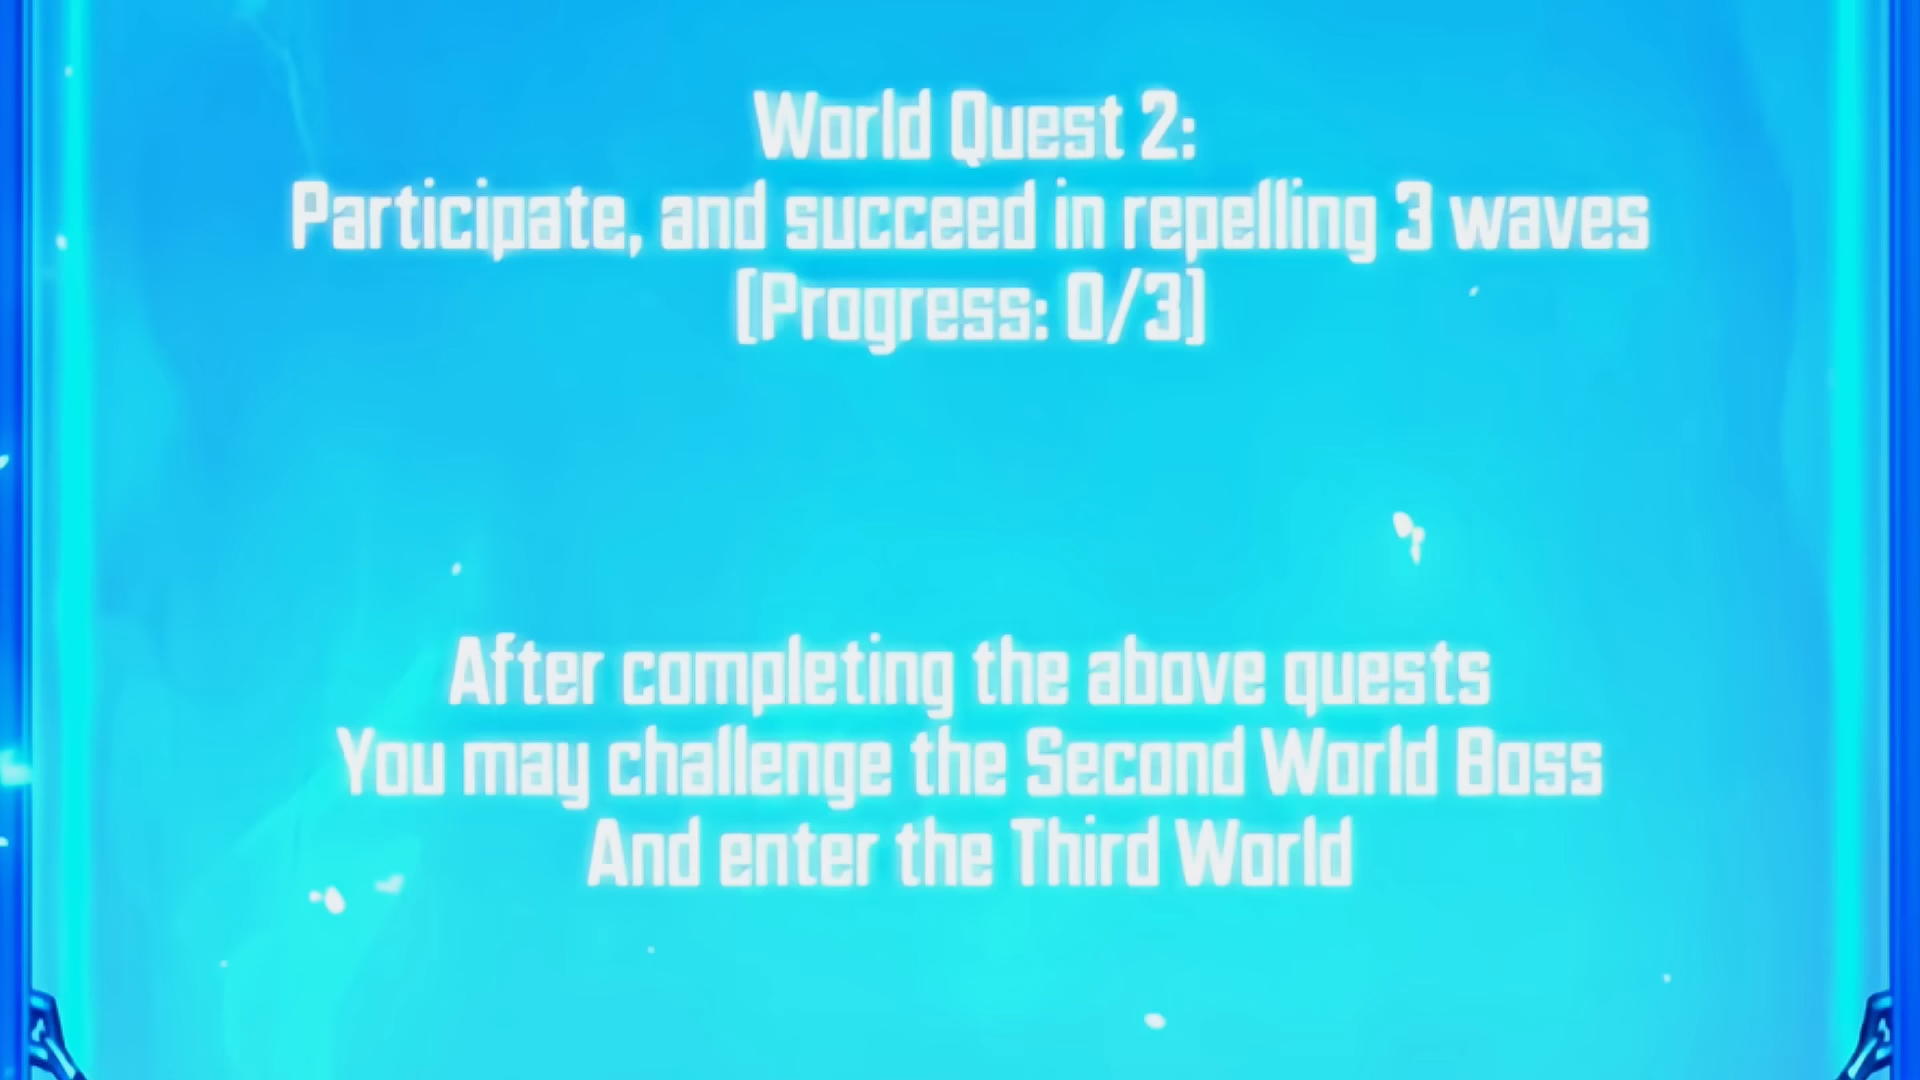 World Quest 2:
Participate, and succeed in repelling 3 waves
[Progress: 0/3]
After completing the above quests
You may challenge the Second World Boss
And enter the Third World